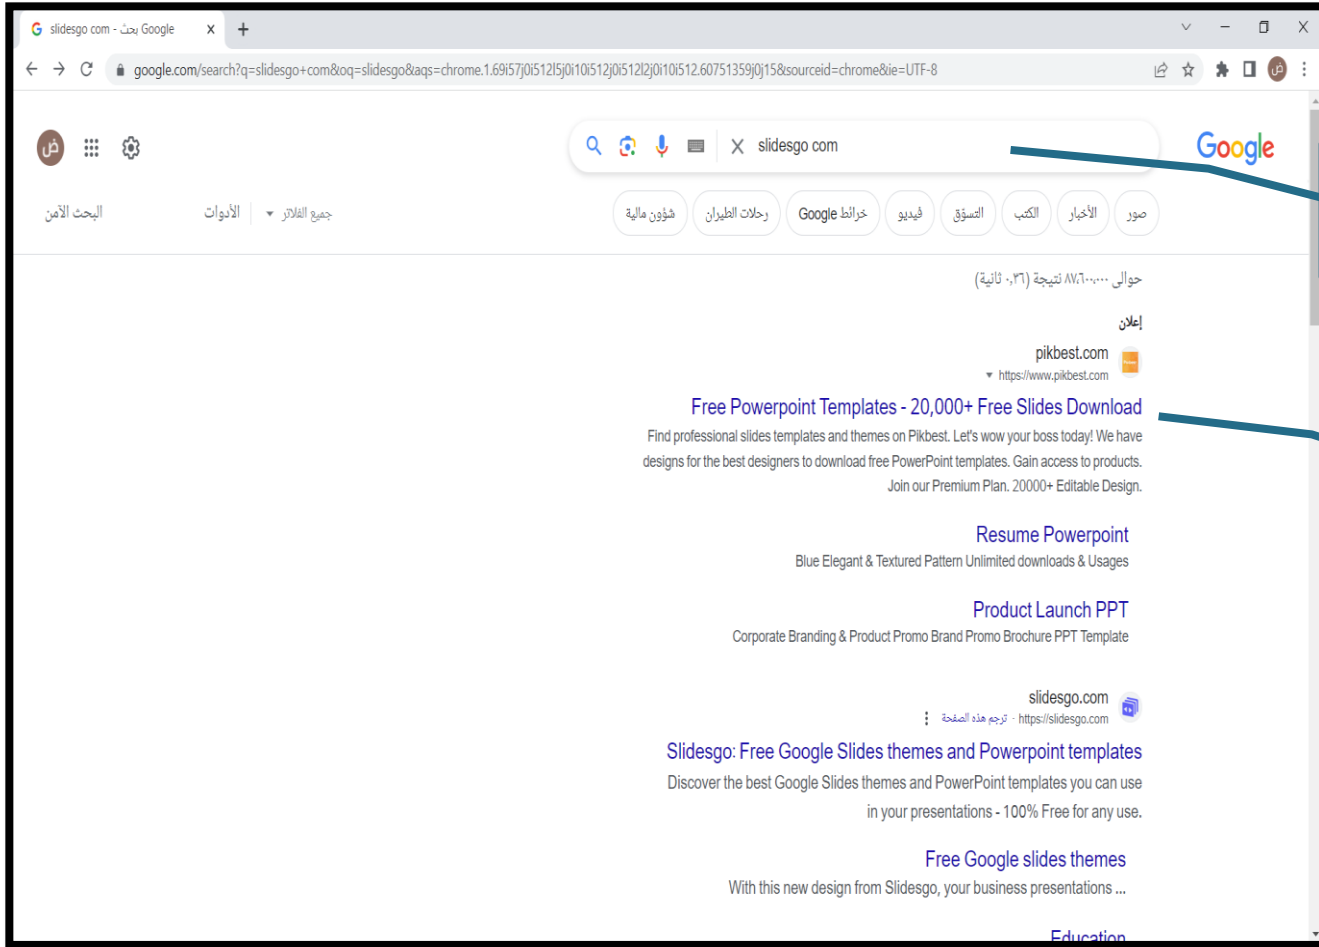 slidesgo com - بحث Google
google.com/search?q=slidesgo+com&oq=slidesgo&aqs=chrome.1.69i57j0i512l5j0i10i512j0i512l2j0i10i512.60751359j0j15&sourceid=chrome&ie=UTF-8
ض
Google
slidesgo com
ض
صور
الأخبار
الكتب
التسوّق
فيديو
خرائط Google
رحلات الطيران
شؤون مالية
جميع الفلاتر
الأدوات
البحث الآمن
حوالى ٨٧,٦٠٠,٠٠٠ نتيجة (٠,٣٦ ثانية)
إعلان
pikbest.com
https://www.pikbest.com
Free Powerpoint Templates - 20,000+ Free Slides Download
Find professional slides templates and themes on Pikbest. Let's wow your boss today! We have
designs for the best designers to download free PowerPoint templates. Gain access to products.
Join our Premium Plan. 20000+ Editable Design.
Resume Powerpoint
Blue Elegant & Textured Pattern Unlimited downloads & Usages
Product Launch PPT
Corporate Branding & Product Promo Brand Promo Brochure PPT Template
slidesgo.com
https://slidesgo.com · ترجم هذه الصفحة
Slidesgo: Free Google Slides themes and Powerpoint templates
Discover the best Google Slides themes and PowerPoint templates you can use
in your presentations - 100% Free for any use.
Free Google slides themes
With this new design from Slidesgo, your business presentations ...
Education